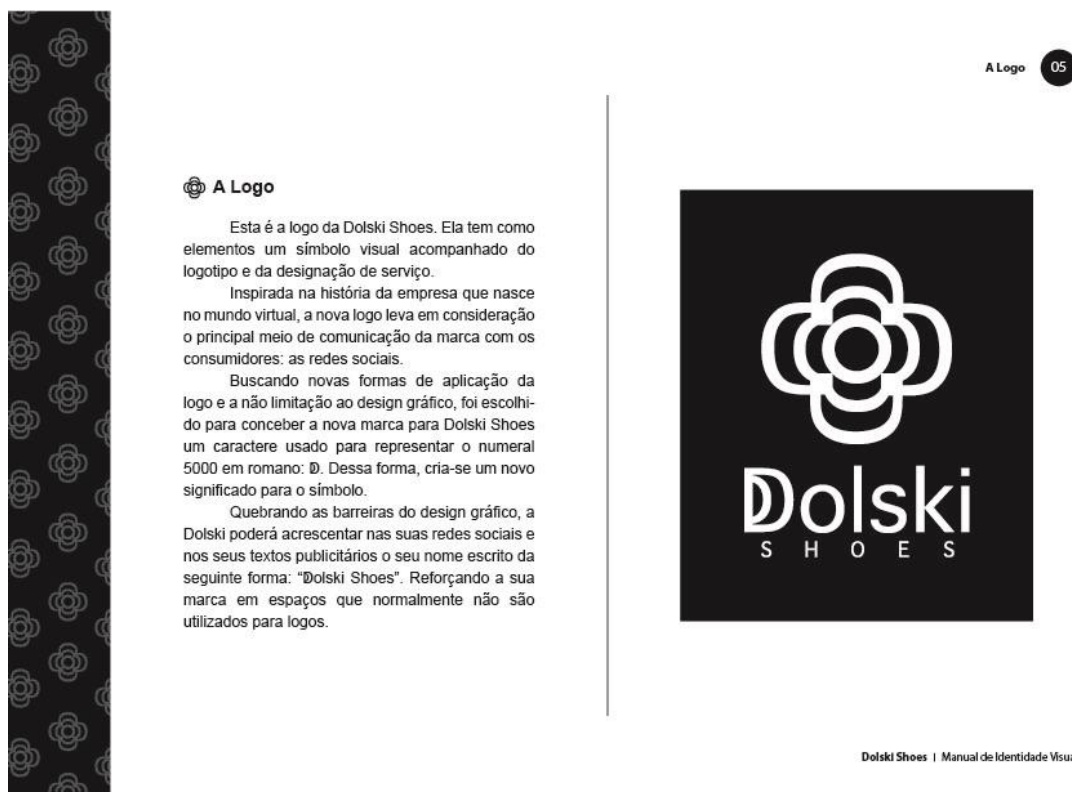 A Logo 05
A Logo
Esta é a logo da Dolski Shoes. Ela tem como
elementos um símbolo visual acompanhado do
logotipo e da designação de serviço.
Inspirada na história da empresa que nasce
no mundo virtual, a nova logo leva em consideração
o principal meio de comunicação da marca com os
consumidores: as redes sociais.
Buscando novas formas de aplicação da
logo e a não limitação ao design gráfico, foi escolhi-
do para conceber a nova marca para Dolski Shoes
um caractere usado para representar o numeral
5000 em romano: ↁ. Dessa forma, cria-se um novo
significado para o símbolo.
Quebrando as barreiras do design gráfico, a
Dolski poderá acrescentar nas suas redes sociais e
nos seus textos publicitários o seu nome escrito da
seguinte forma: “ↁolski Shoes”. Reforçando a sua
marca em espaços que normalmente não são
utilizados para logos.
ↁolski
SHOES
Dolski Shoes | Manual de Identidade Visua